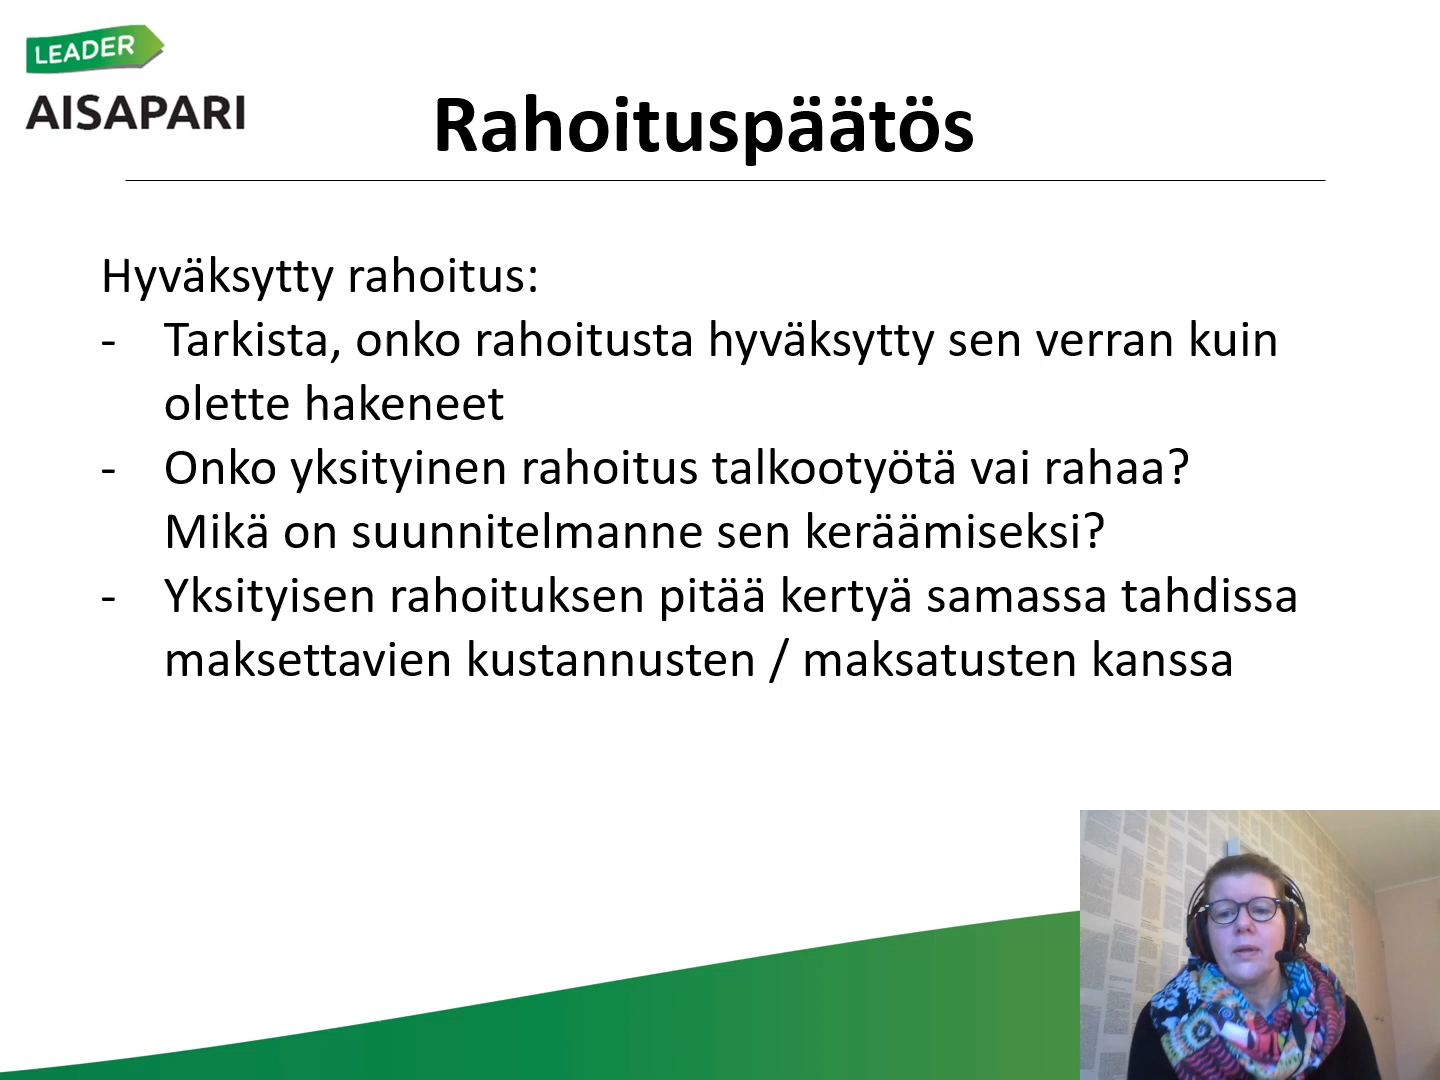 LEADER
AISAPARI
Rahoituspäätös
Hyväksytty rahoitus:
- Tarkista, onko rahoitusta hyväksytty sen verran kuin
olette hakeneet
- Onko yksityinen rahoitus talkootyötä vai rahaa?
Mikä on suunnitelmanne sen keräämiseksi?
- Yksityisen rahoituksen pitää kertyä samassa tahdissa
maksettavien kustannusten / maksatusten kanssa